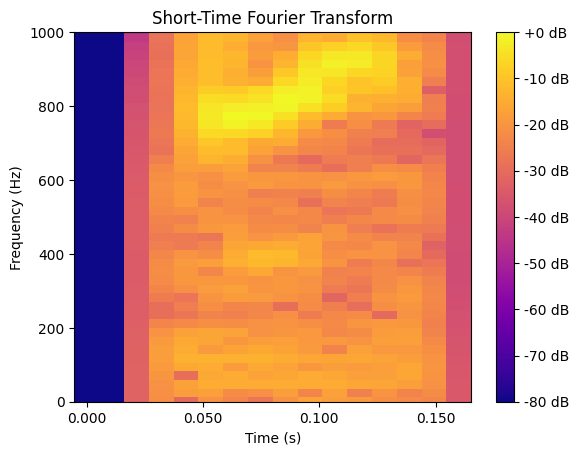 Short-Time Fourier Transform
1000
800
600
400
200
0
Frequency (Hz)
0.000
0.050
0.100
0.150
Time (s)
+0 dB
-10 dB
-20 dB
-30 dB
-40 dB
-50 dB
-60 dB
-70 dB
-80 dB